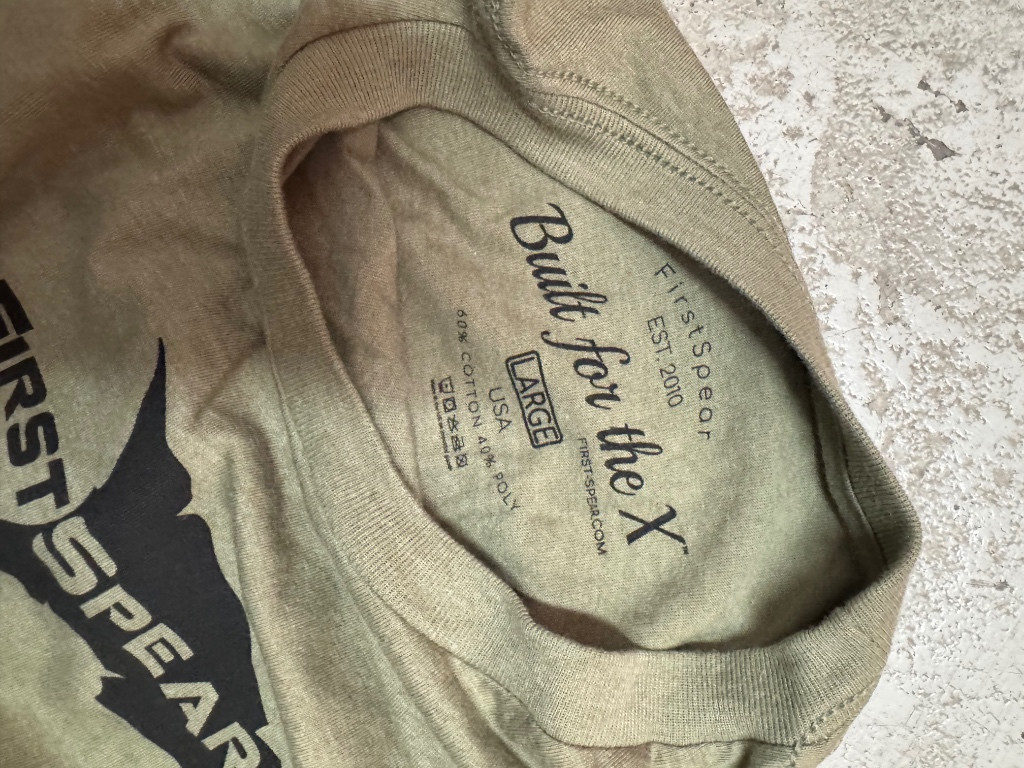 FirstSpear
EST. 2010
Built for the X™
FIRST-SPEAR.COM
LARGE
USA
60% COTTON 40% POLY
FIRSTSPEAR